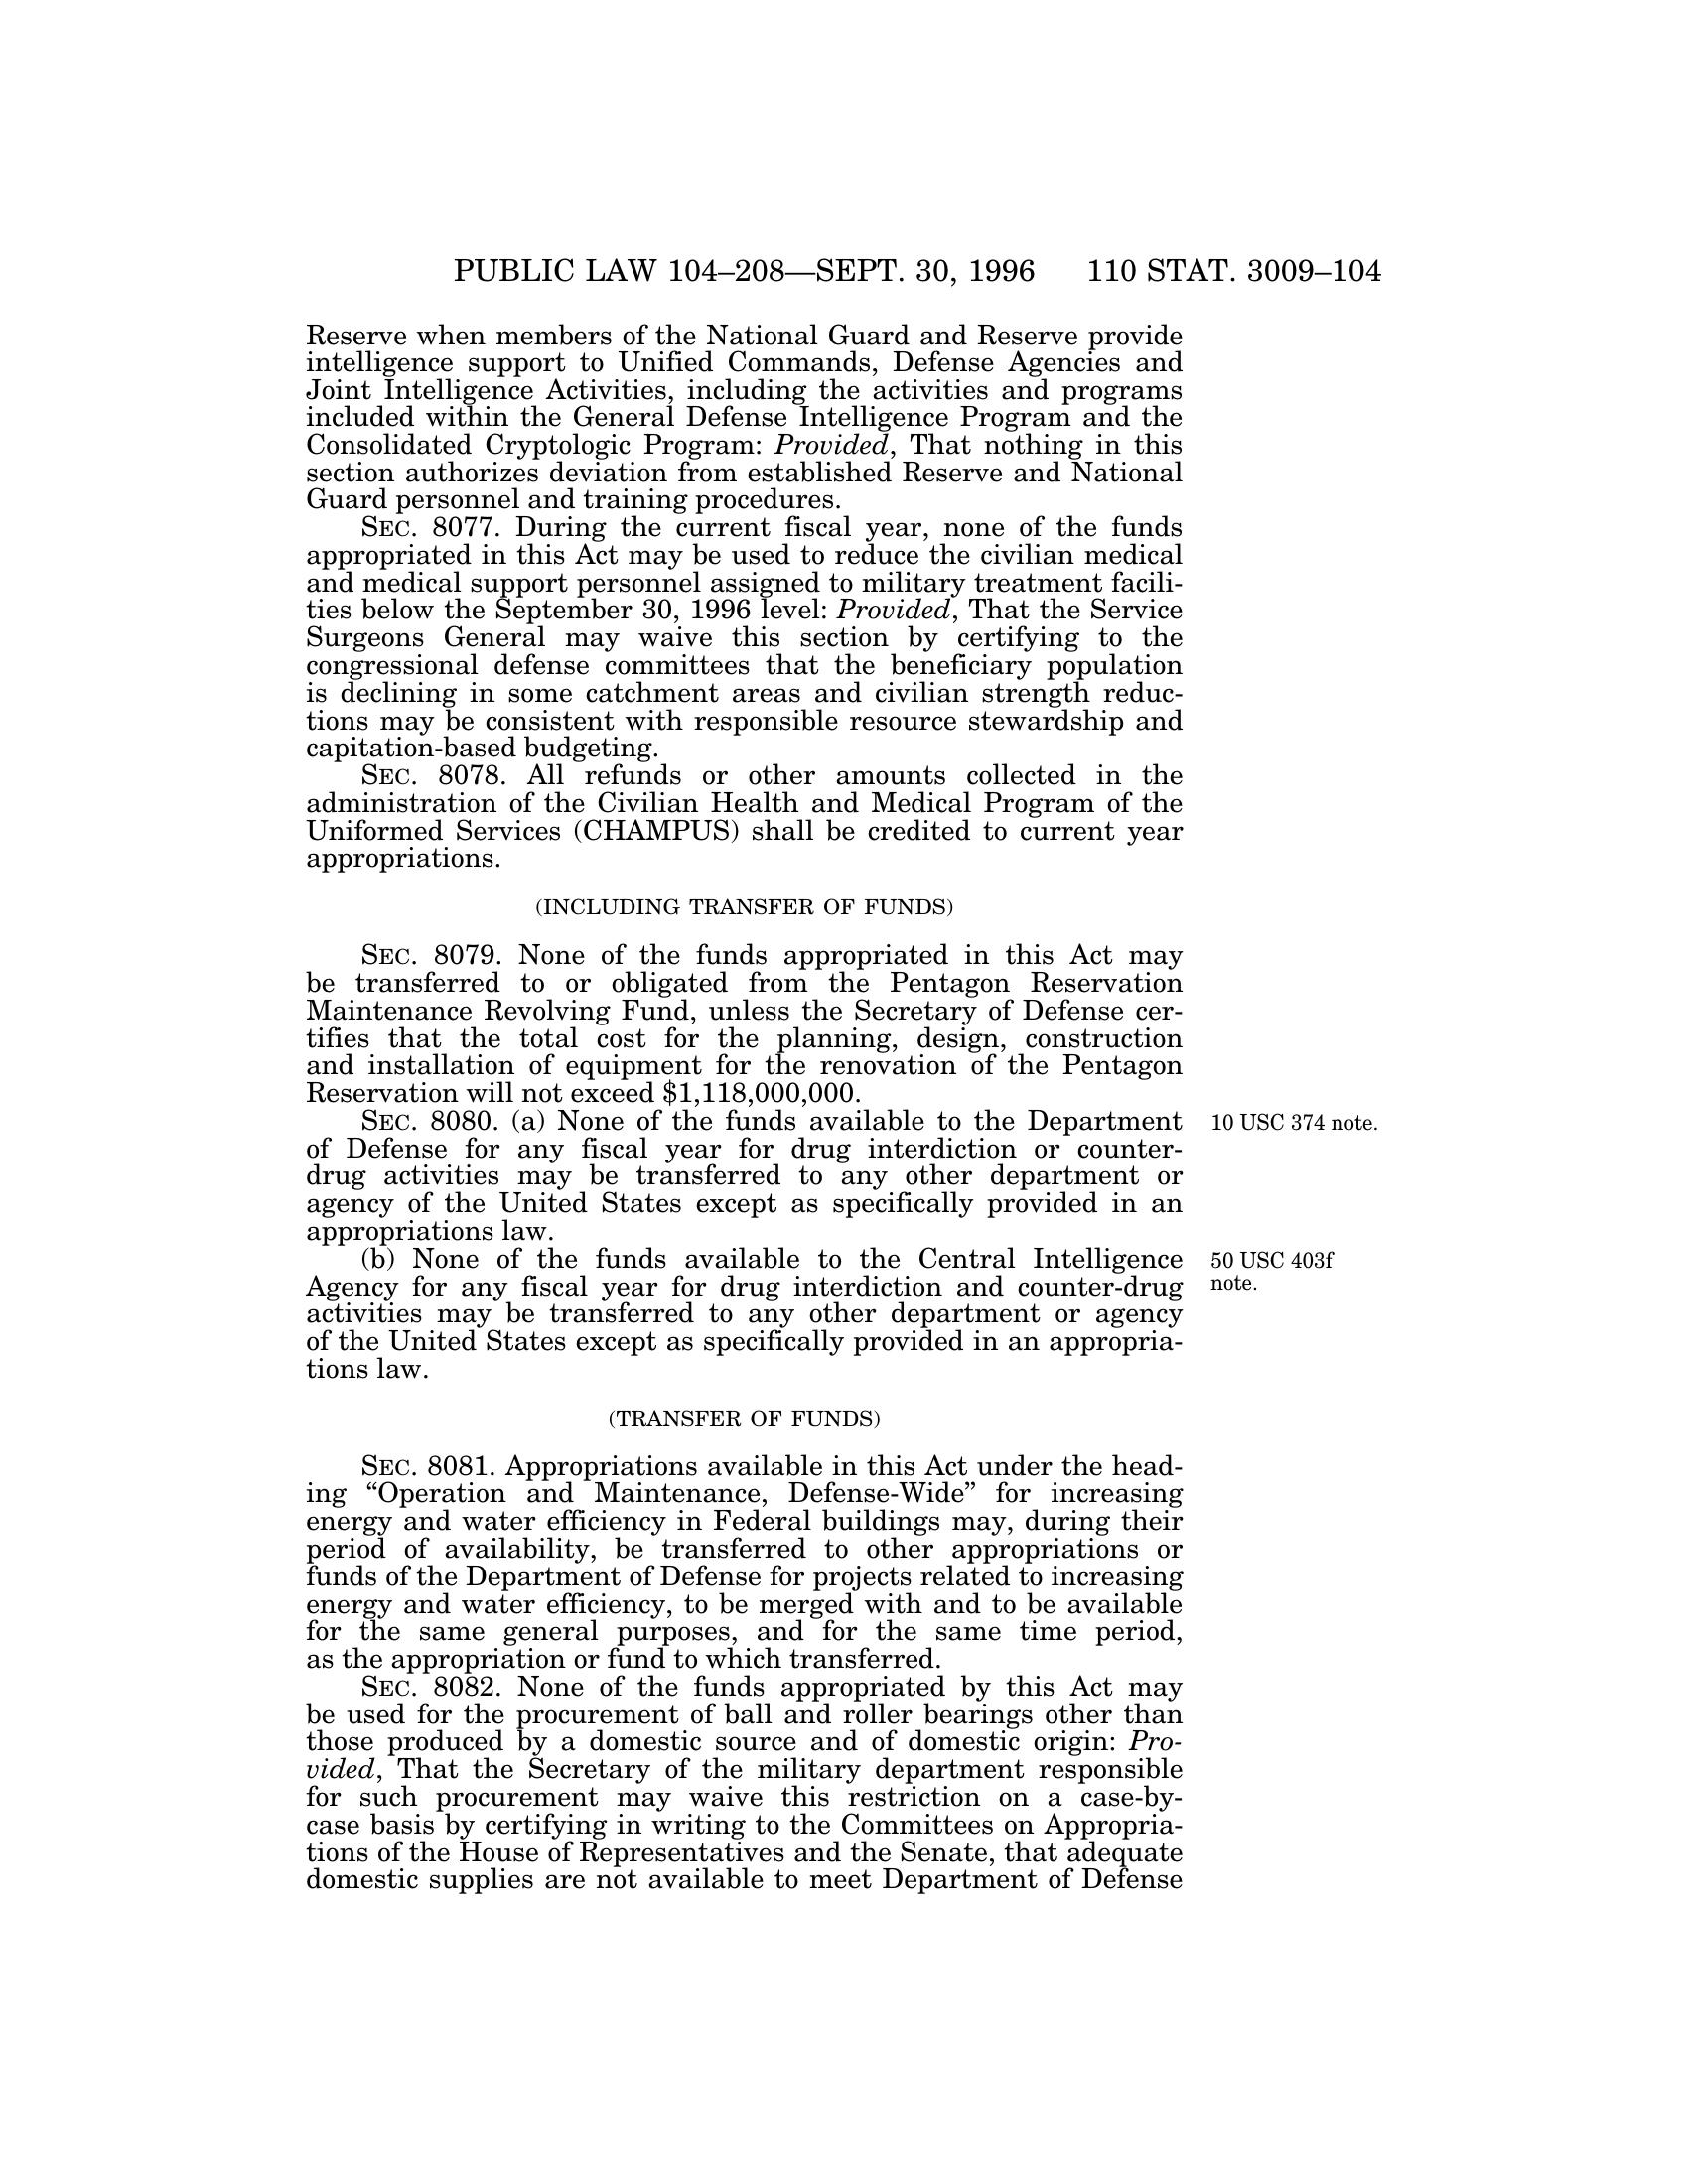 PUBLIC LAW 104–208—SEPT. 30, 1996 110 STAT. 3009–104
Reserve when members of the National Guard and Reserve provide
intelligence support to Unified Commands, Defense Agencies and
Joint Intelligence Activities, including the activities and programs
included within the General Defense Intelligence Program and the
Consolidated Cryptologic Program: Provided, That nothing in this
section authorizes deviation from established Reserve and National
Guard personnel and training procedures.
SEC. 8077. During the current fiscal year, none of the funds
appropriated in this Act may be used to reduce the civilian medical
and medical support personnel assigned to military treatment facili-
ties below the September 30, 1996 level: Provided, That the Service
Surgeons General may waive this section by certifying to the
congressional defense committees that the beneficiary population
is declining in some catchment areas and civilian strength reduc-
tions may be consistent with responsible resource stewardship and
capitation-based budgeting.
SEC. 8078. All refunds or other amounts collected in the
administration of the Civilian Health and Medical Program of the
Uniformed Services (CHAMPUS) shall be credited to current year
appropriations.
(INCLUDING TRANSFER OF FUNDS)
SEC. 8079. None of the funds appropriated in this Act may
be transferred to or obligated from the Pentagon Reservation
Maintenance Revolving Fund, unless the Secretary of Defense cer-
tifies that the total cost for the planning, design, construction
and installation of equipment for the renovation of the Pentagon
Reservation will not exceed $1,118,000,000.
SEC. 8080. (a) None of the funds available to the Department
of Defense for any fiscal year for drug interdiction or counter-
drug activities may be transferred to any other department or
agency of the United States except as specifically provided in an
appropriations law.
10 USC 374 note.
(b) None of the funds available to the Central Intelligence
Agency for any fiscal year for drug interdiction and counter-drug
activities may be transferred to any other department or agency
of the United States except as specifically provided in an appropria-
tions law.
50 USC 403f
note.
(TRANSFER OF FUNDS)
SEC. 8081. Appropriations available in this Act under the head-
ing “Operation and Maintenance, Defense-Wide” for increasing
energy and water efficiency in Federal buildings may, during their
period of availability, be transferred to other appropriations or
funds of the Department of Defense for projects related to increasing
energy and water efficiency, to be merged with and to be available
for the same general purposes, and for the same time period,
as the appropriation or fund to which transferred.
SEC. 8082. None of the funds appropriated by this Act may
be used for the procurement of ball and roller bearings other than
those produced by a domestic source and of domestic origin: Pro-
vided, That the Secretary of the military department responsible
for such procurement may waive this restriction on a case-by-
case basis by certifying in writing to the Committees on Appropria-
tions of the House of Representatives and the Senate, that adequate
domestic supplies are not available to meet Department of Defense